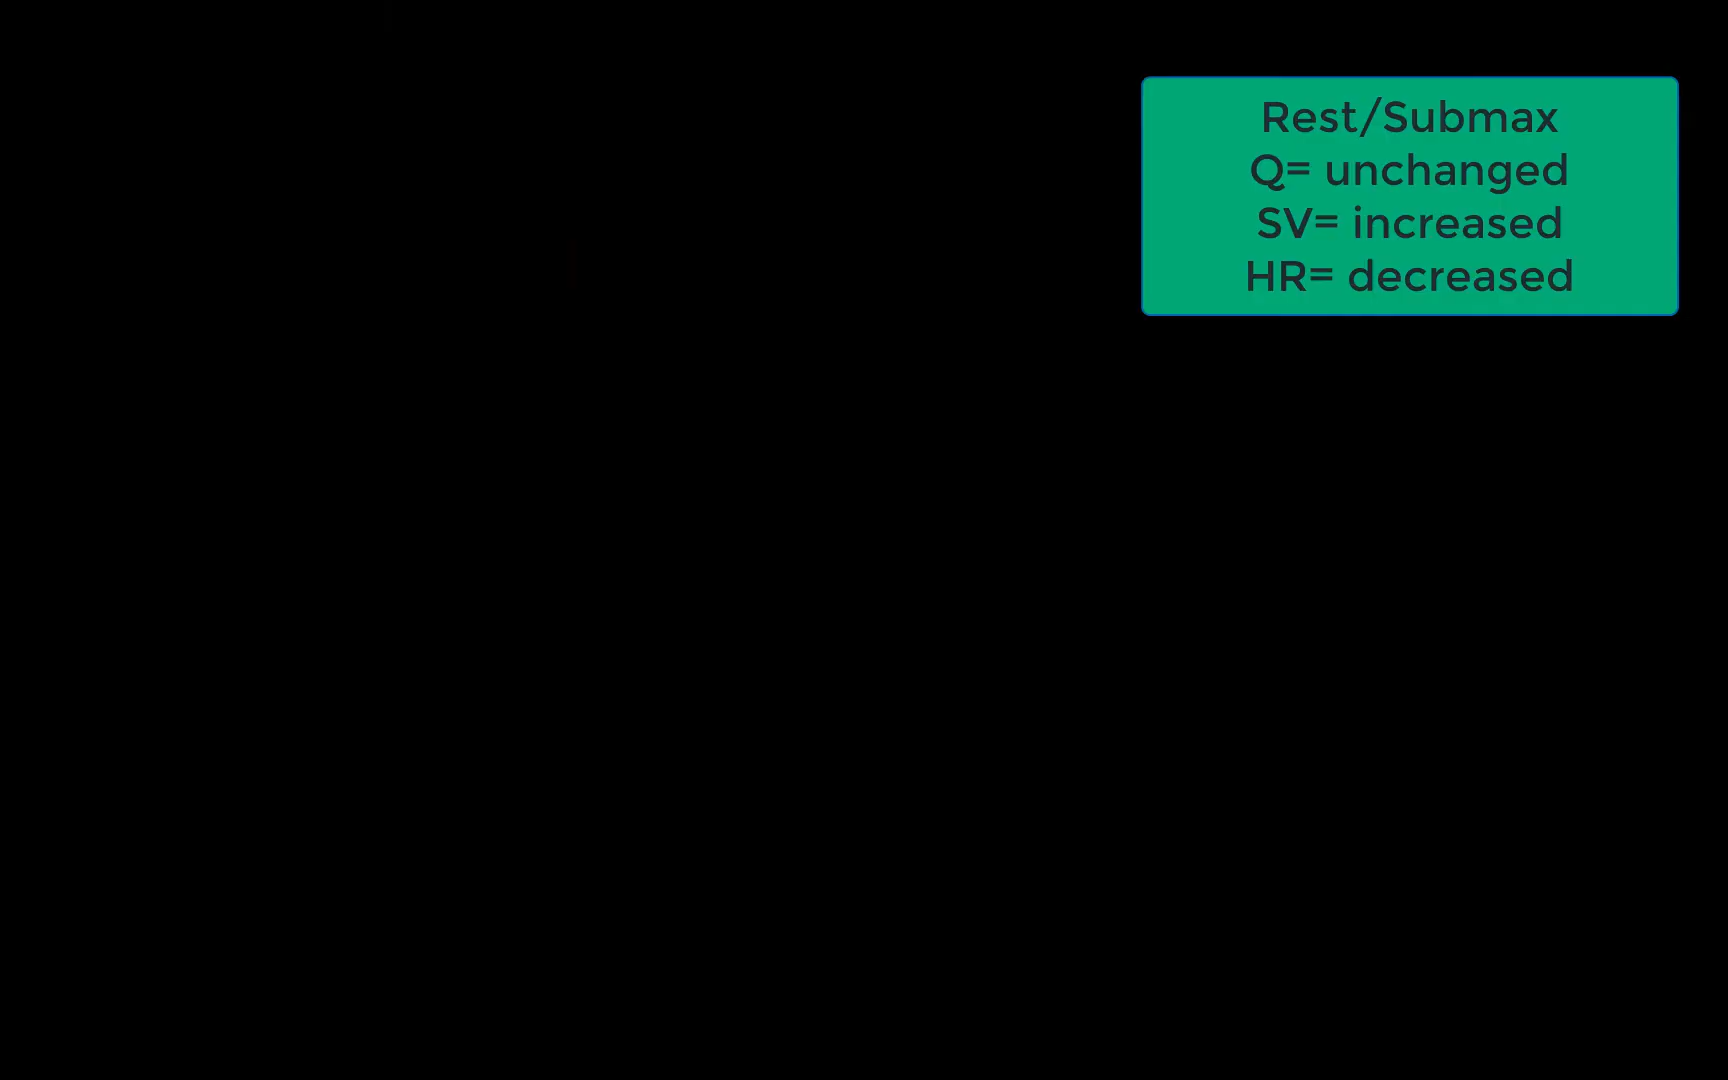 Rest/Submax
Q= unchanged
SV= increased
HR= decreased